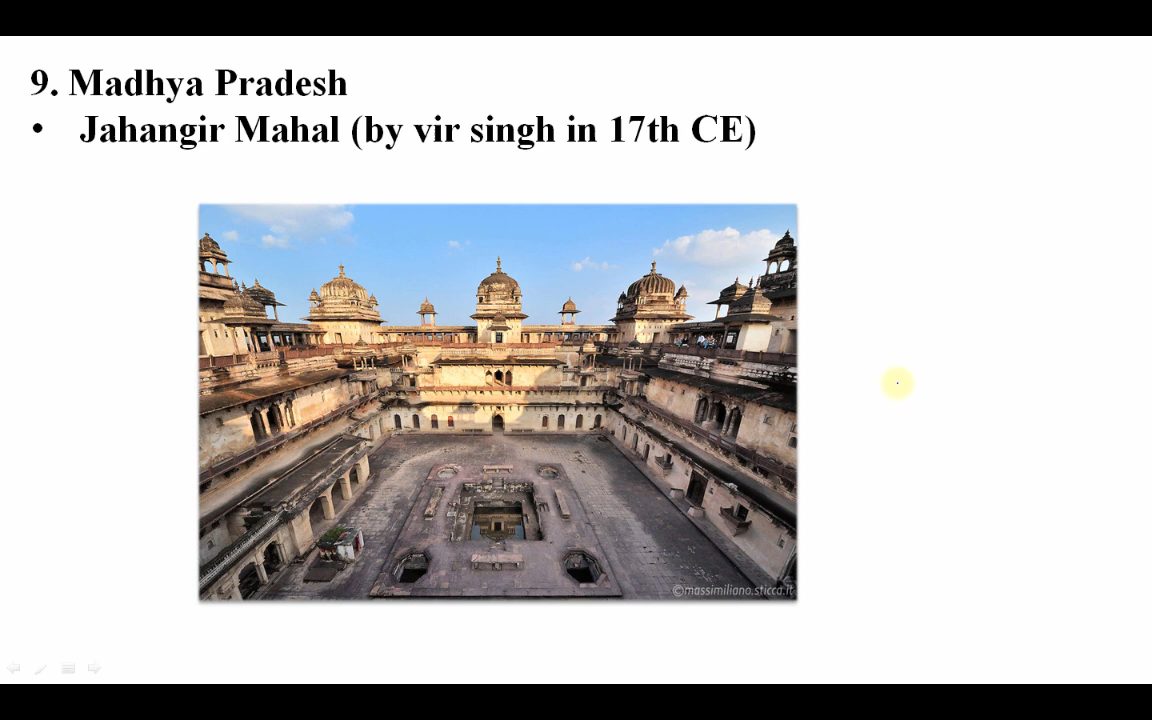 9. Madhya Pradesh
• Jahangir Mahal (by vir singh in 17th CE)
©massimiliano.sticca.it